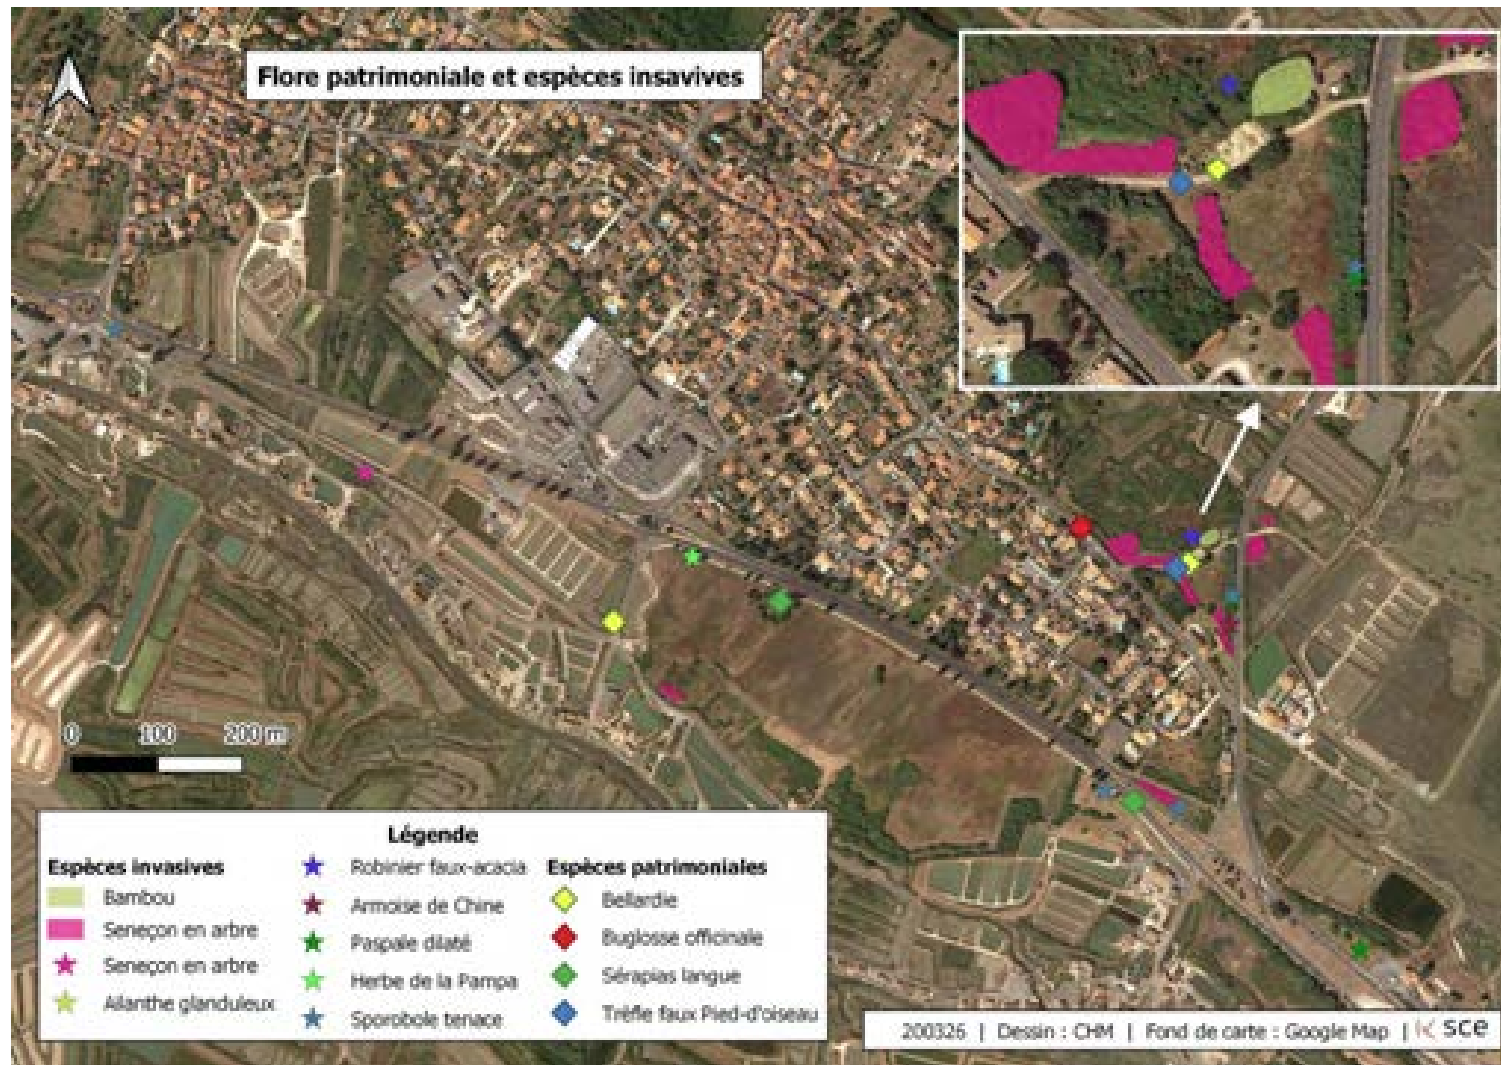 Flore patrimoniale et espèces insavives
0 100 200 m
Légende
Espèces invasives
Bambou
Seneçon en arbre
Seneçon en arbre
Ailanthe glanduleux
Robinier faux-acacia
Armoise de Chine
Paspale dilaté
Herbe de la Pampa
Sporobole tenace
Espèces patrimoniales
Bellardie
Buglosse officinale
Sérapias langue
Trèfle faux Pied-d'oiseau
200326 | Dessin : CHM | Fond de carte : Google Map | sce